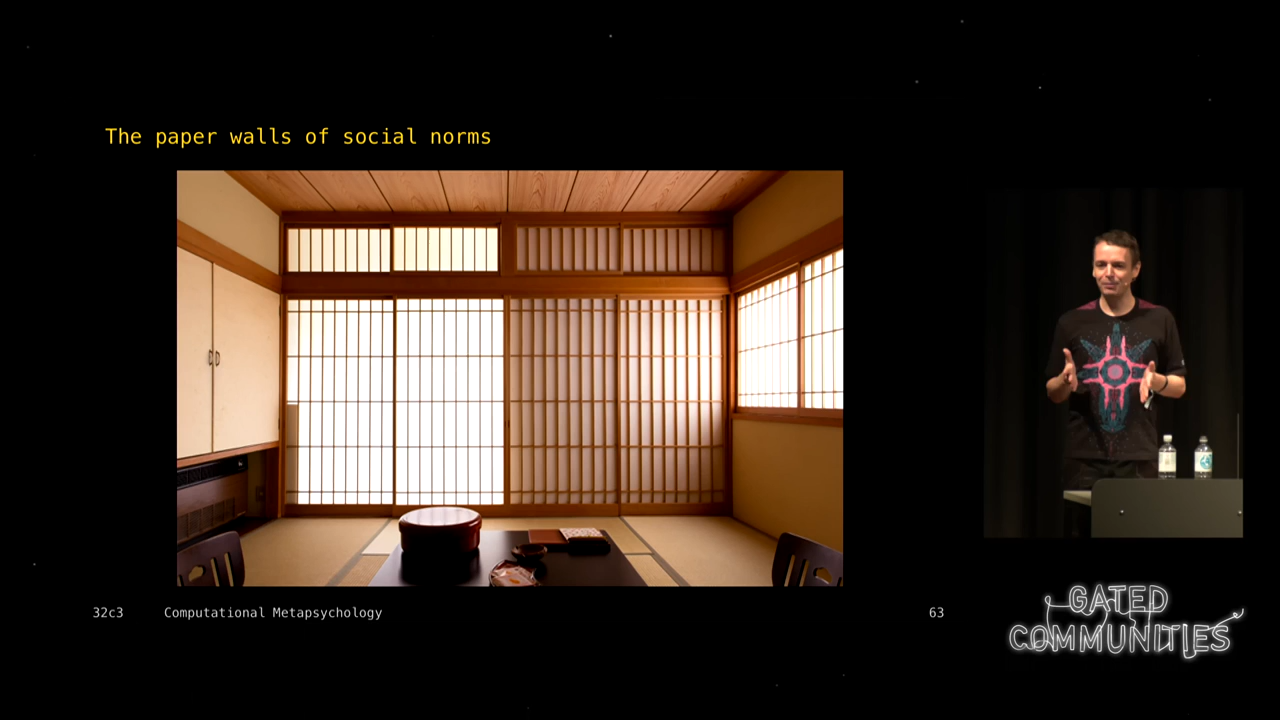 The paper walls of social norms
32c3 Computational Metapsychology 63
GATED
COMMUNITIES